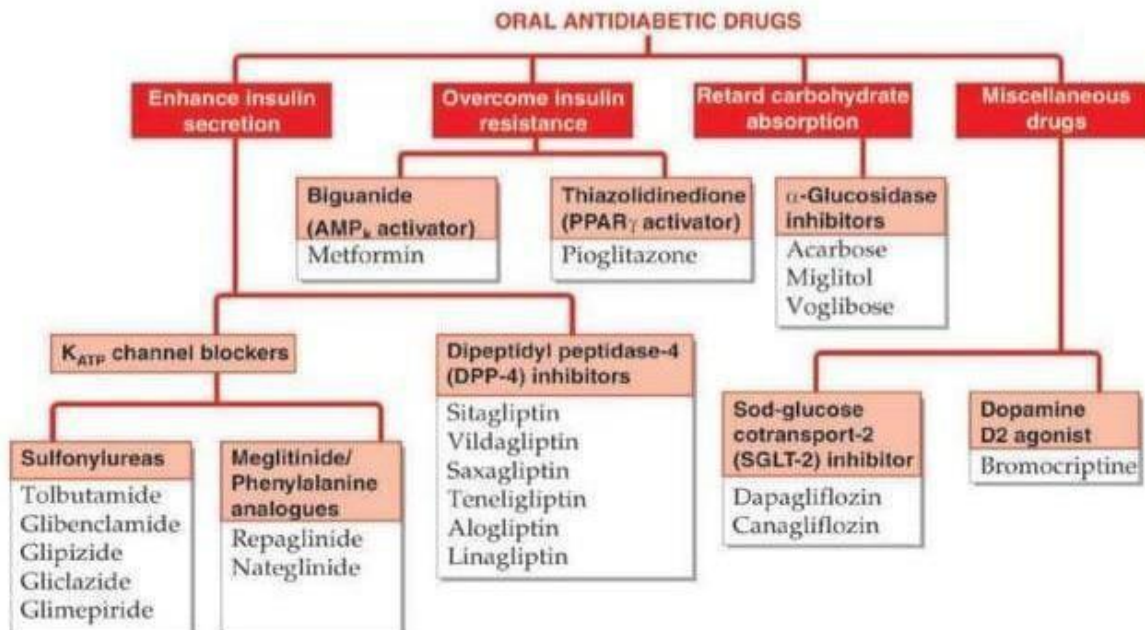 ORAL ANTIDIABETIC DRUGS
Enhance insulin
secretion
Overcome insulin
resistance
Retard carbohydrate
absorption
Miscellaneous
drugs
Biguanide
(AMPₖ activator)
Metformin
Thiazolidinedione
(PPARγ activator)
Pioglitazone
α-Glucosidase
inhibitors
Acarbose
Miglitol
Voglibose
K_ATP channel blockers
Dipeptidyl peptidase-4
(DPP-4) inhibitors
Sitagliptin
Vildagliptin
Saxagliptin
Teneligliptin
Alogliptin
Linagliptin
Sod-glucose
cotransport-2
(SGLT-2) inhibitor
Dapagliflozin
Canagliflozin
Dopamine
D2 agonist
Bromocriptine
Sulfonylureas
Tolbutamide
Glibenclamide
Glipizide
Gliclazide
Glimepiride
Meglitinide/
Phenylalanine
analogues
Repaglinide
Nateglinide